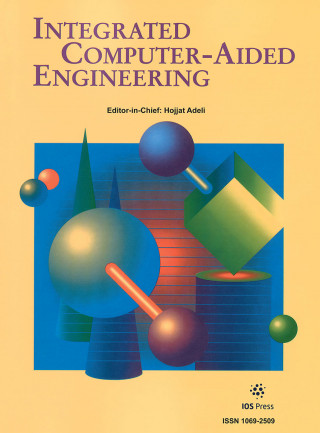 INTEGRATED
COMPUTER-AIDED
ENGINEERING
Editor-in-Chief: Hojjat Adeli
IOS Press
ISSN 1069-2509